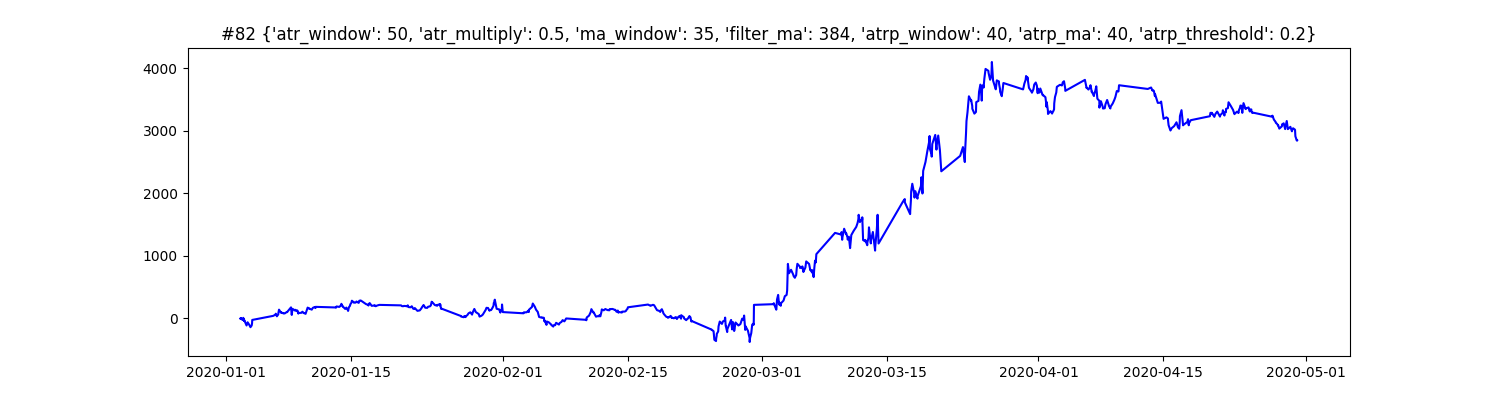 #82 {'atr_window': 50, 'atr_multiply': 0.5, 'ma_window': 35, 'filter_ma': 384, 'atrp_window': 40, 'atrp_ma': 40, 'atrp_threshold': 0.2}
4000
3000
2000
1000
0
2020-01-01 2020-01-15 2020-02-01 2020-02-15 2020-03-01 2020-03-15 2020-04-01 2020-04-15 2020-05-01